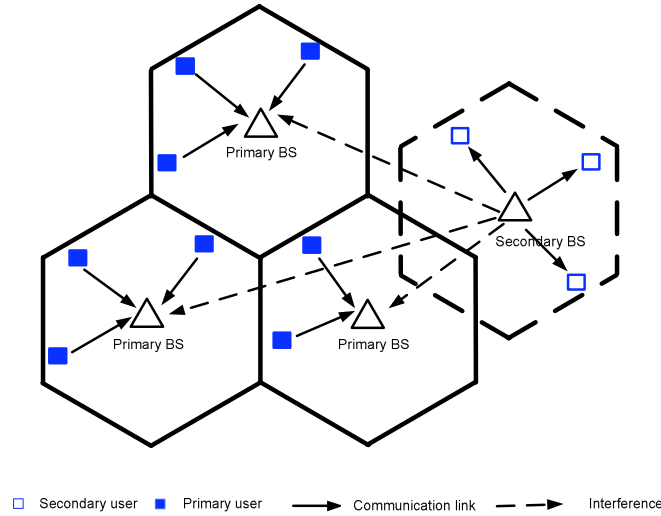 Primary BS
Secondary BS
Primary BS
Primary BS
Secondary user
Primary user
Communication link
Interference